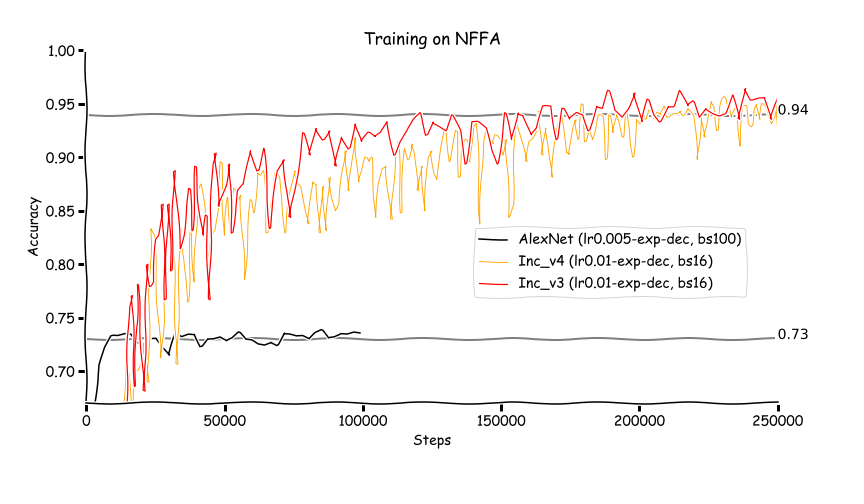 Training on NFFA
1.00
0.95
0.94
0.90
0.85
0.80
0.75
0.73
0.70
Accuracy
AlexNet (lr0.005-exp-dec, bs100)
Inc_v4 (lr0.01-exp-dec, bs16)
Inc_v3 (lr0.01-exp-dec, bs16)
0 50000 100000 150000 200000 250000
Steps